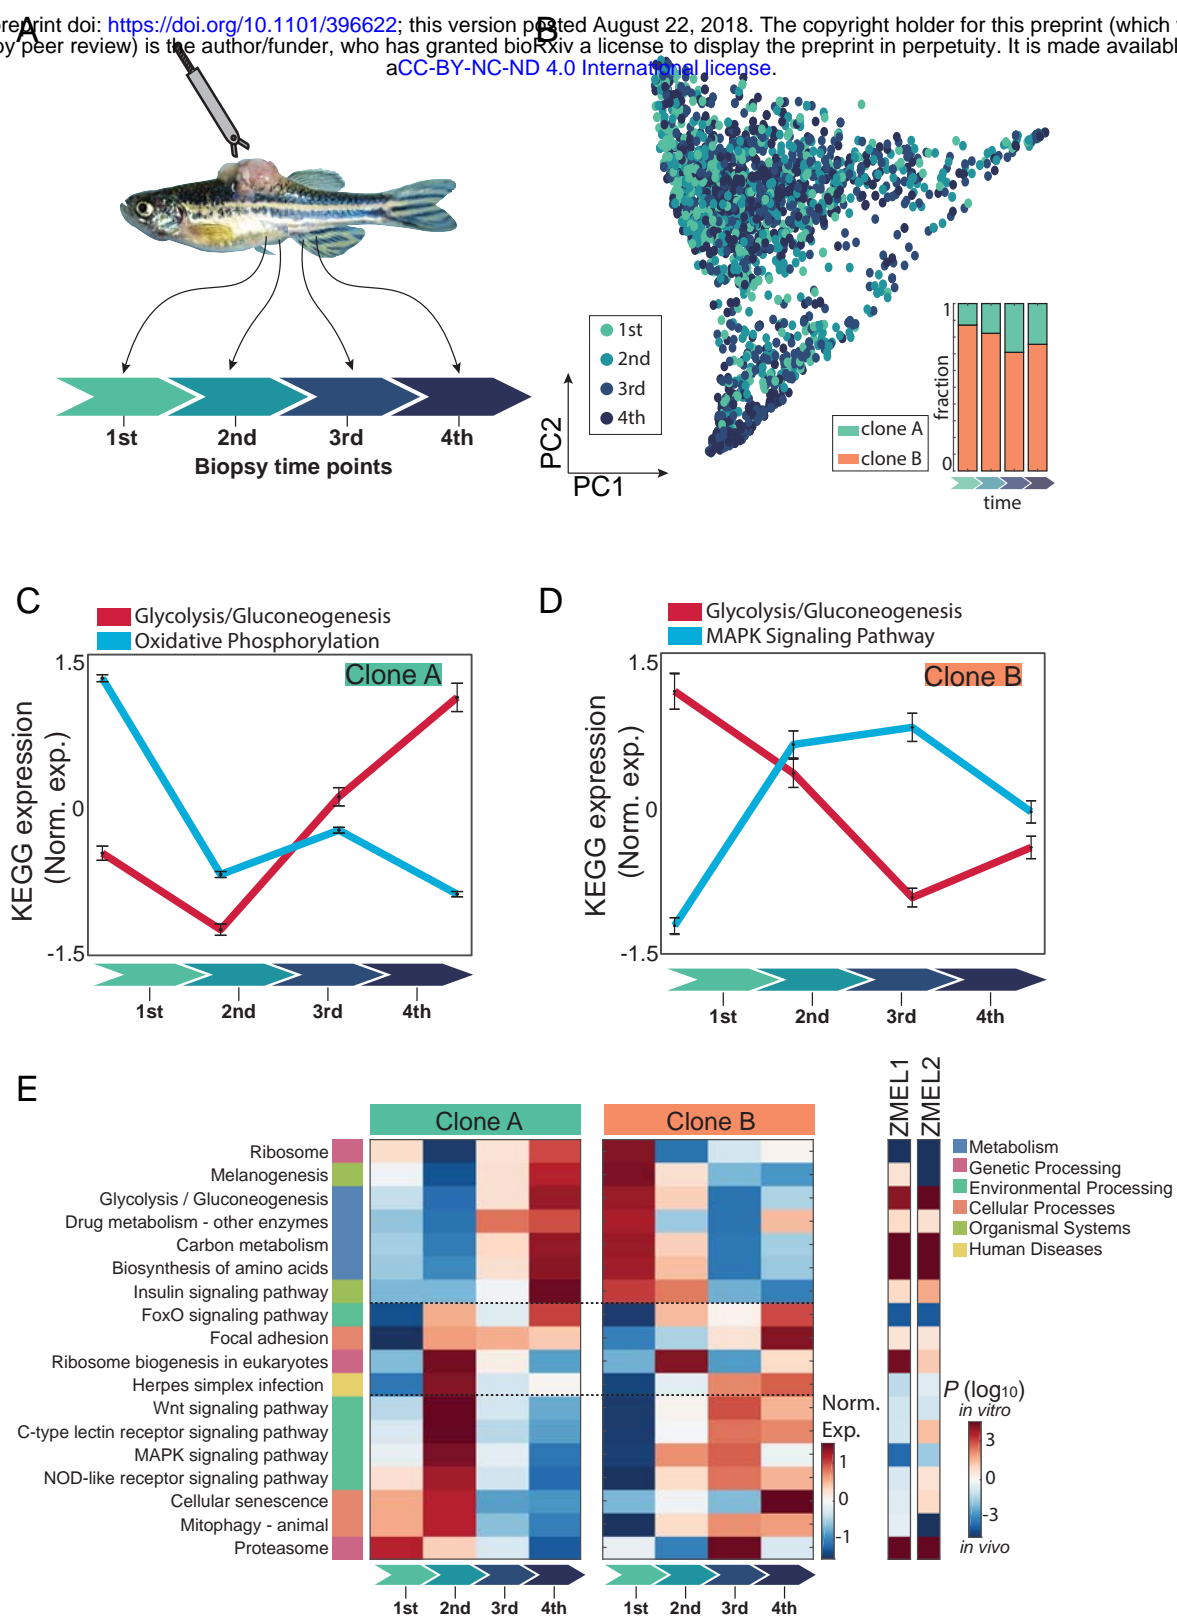 reprint doi: https://doi.org/10.1101/396622; this version posted August 22, 2018. The copyright holder for this preprint (which
by peer review) is the author/funder, who has granted bioRxiv a license to display the preprint in perpetuity. It is made availabl
aCC-BY-NC-ND 4.0 International license.
A
B
1st
2nd
3rd
4th
Biopsy time points
1st
2nd
3rd
4th
PC2
PC1
clone A
clone B
1
fraction
0
time
C
Glycolysis/Gluconeogenesis
Oxidative Phosphorylation
Clone A
1.5
0
-1.5
KEGG expression
(Norm. exp.)
1st
2nd
3rd
4th
D
Glycolysis/Gluconeogenesis
MAPK Signaling Pathway
Clone B
1.5
0
-1.5
KEGG expression
(Norm. exp.)
1st
2nd
3rd
4th
E
Clone A
Clone B
ZMEL1
ZMEL2
Ribosome
Melanogenesis
Glycolysis / Gluconeogenesis
Drug metabolism - other enzymes
Carbon metabolism
Biosynthesis of amino acids
Insulin signaling pathway
FoxO signaling pathway
Focal adhesion
Ribosome biogenesis in eukaryotes
Herpes simplex infection
Wnt signaling pathway
C-type lectin receptor signaling pathway
MAPK signaling pathway
NOD-like receptor signaling pathway
Cellular senescence
Mitophagy - animal
Proteasome
1st
2nd
3rd
4th
1st
2nd
3rd
4th
Norm.
Exp.
1
0
-1
Metabolism
Genetic Processing
Environmental Processing
Cellular Processes
Organismal Systems
Human Diseases
P (log10)
in vitro
3
0
-3
in vivo